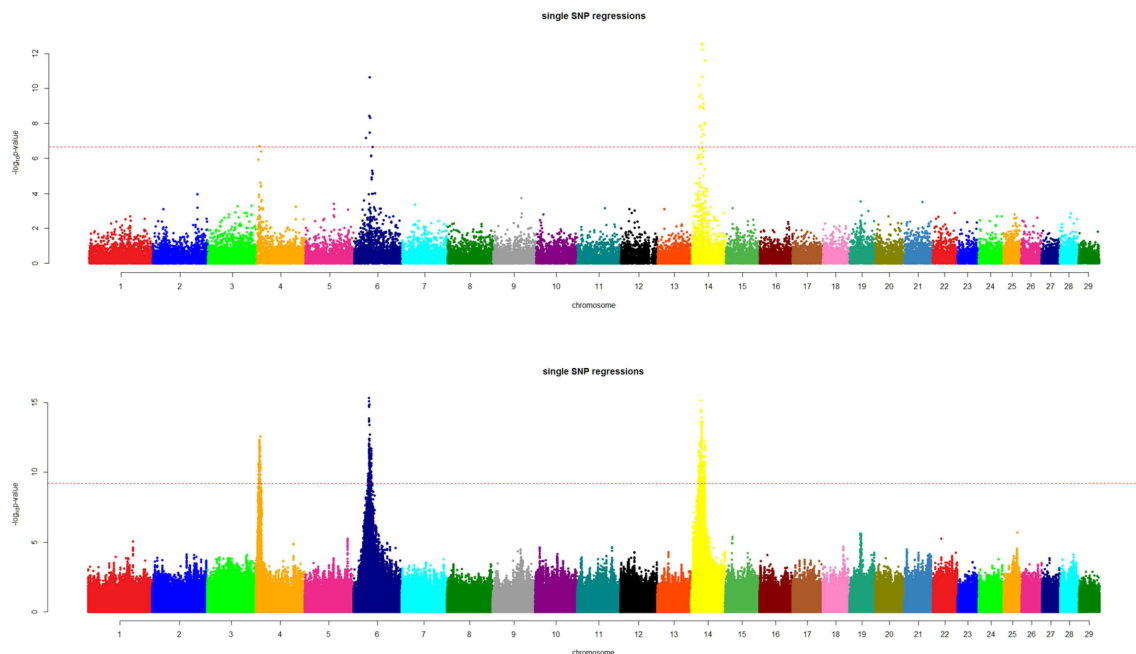 single SNP regressions
12
10
8
6
4
2
0
-log₁₀p-value
1 2 3 4 5 6 7 8 9 10 11 12 13 14 15 16 17 18 19 20 21 22 23 24 25 26 27 28 29
chromosome
single SNP regressions
15
10
5
0
-log₁₀p-value
1 2 3 4 5 6 7 8 9 10 11 12 13 14 15 16 17 18 19 20 21 22 23 24 25 26 27 28 29
chromosome